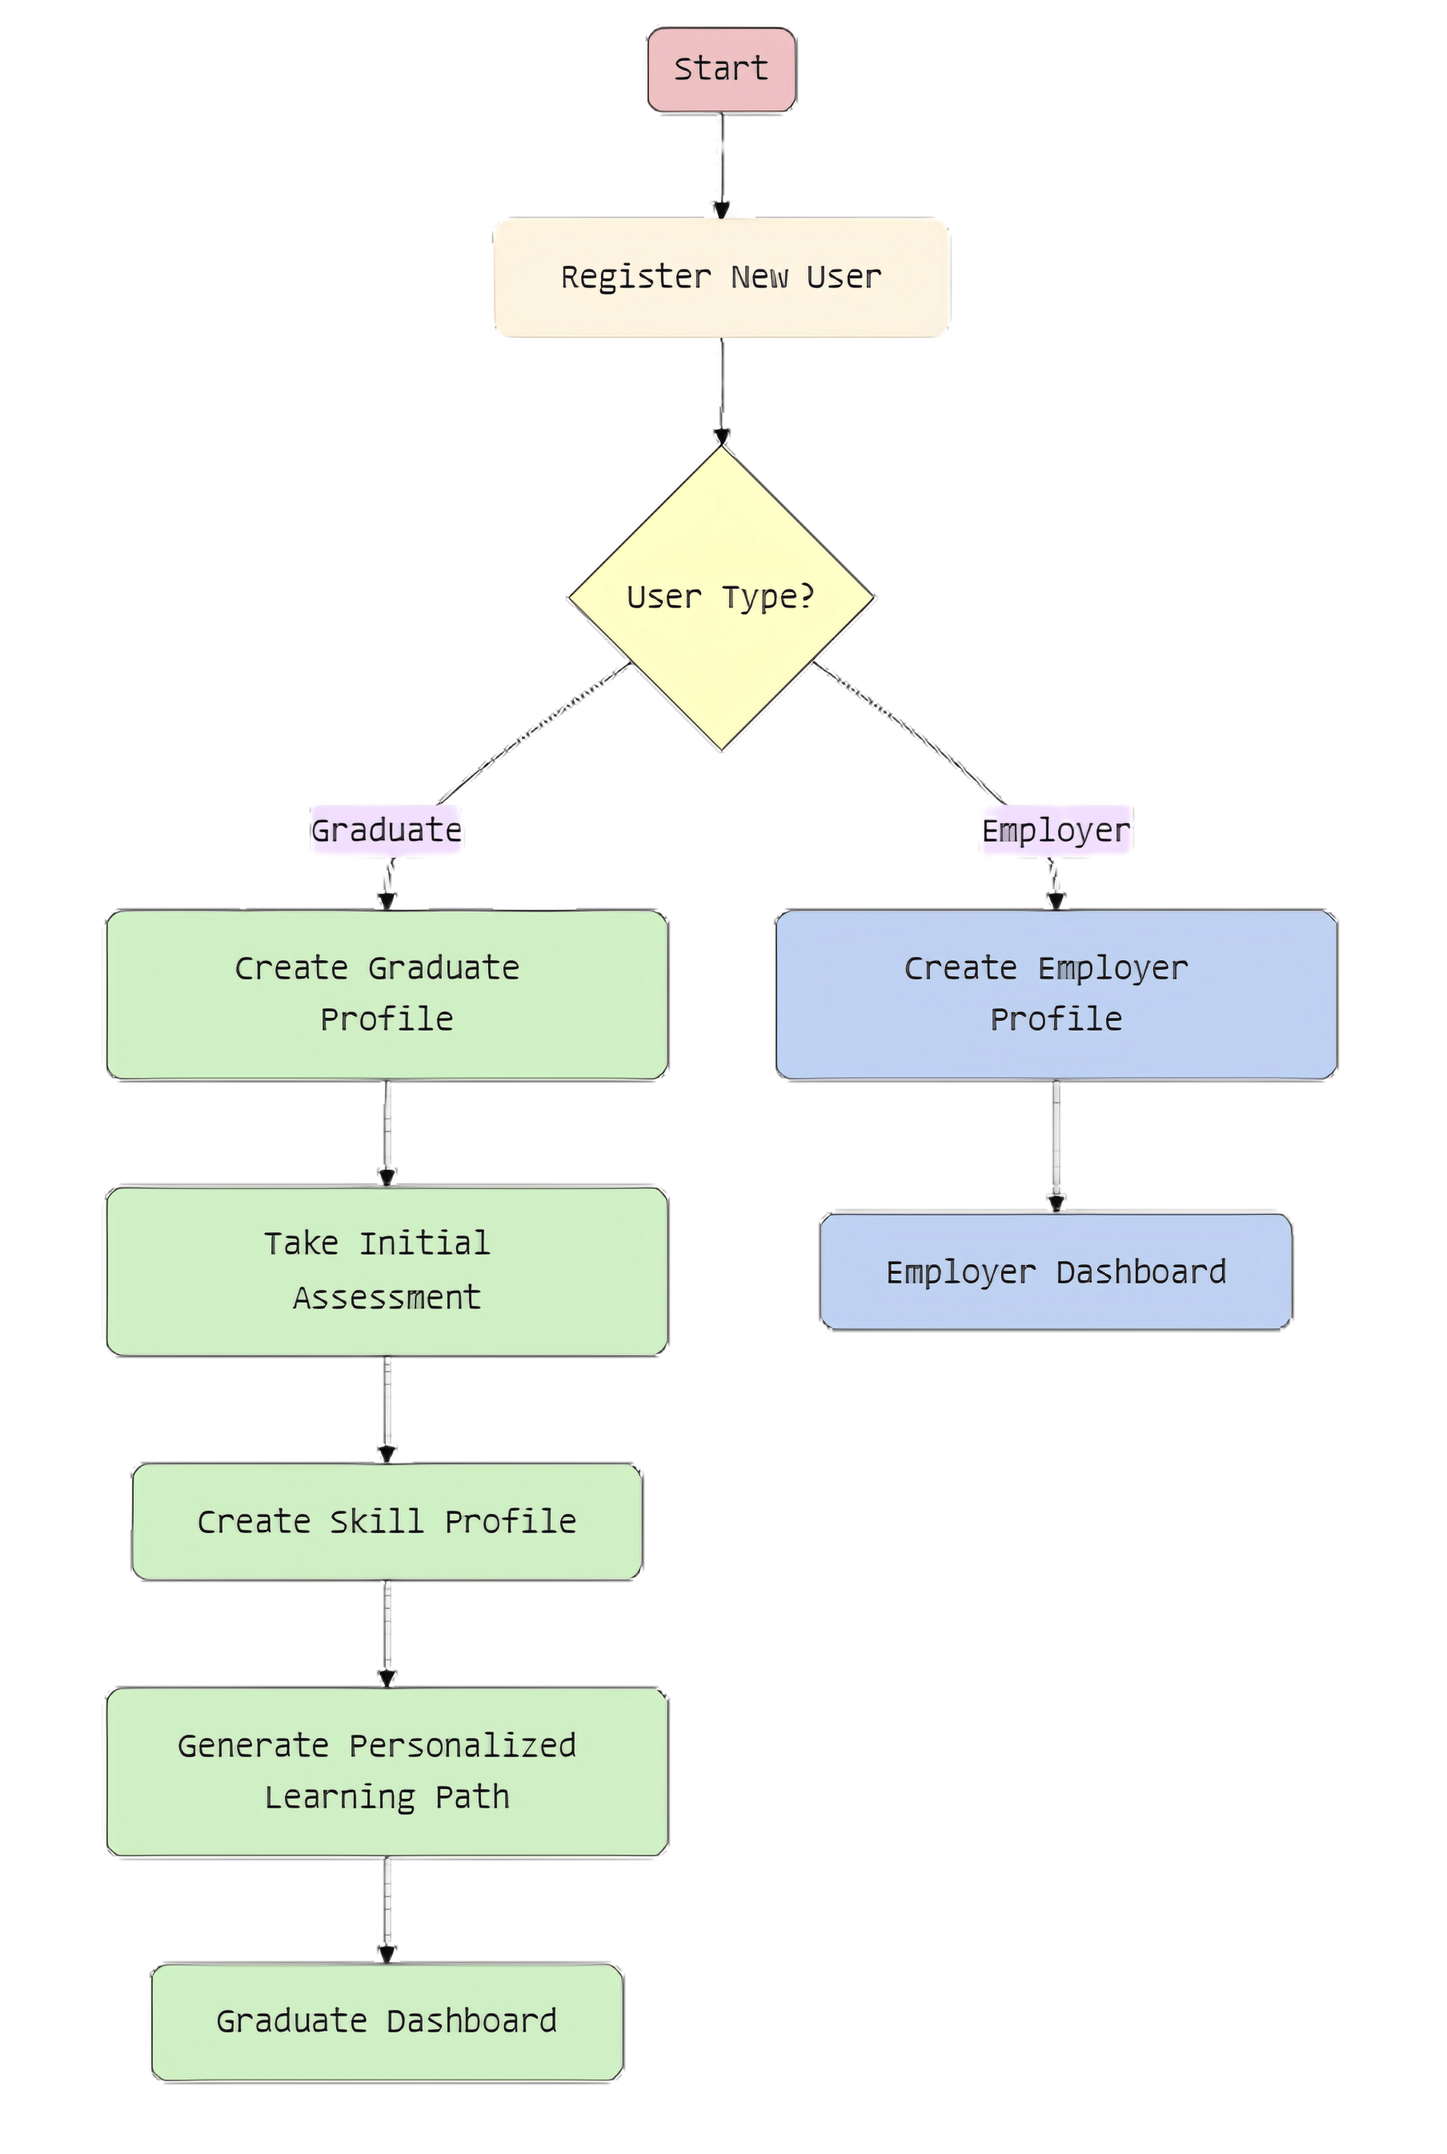 Start
Register New User
User Type?
Graduate
Employer
Create Graduate
Profile
Create Employer
Profile
Take Initial
Assessment
Employer Dashboard
Create Skill Profile
Generate Personalized
Learning Path
Graduate Dashboard